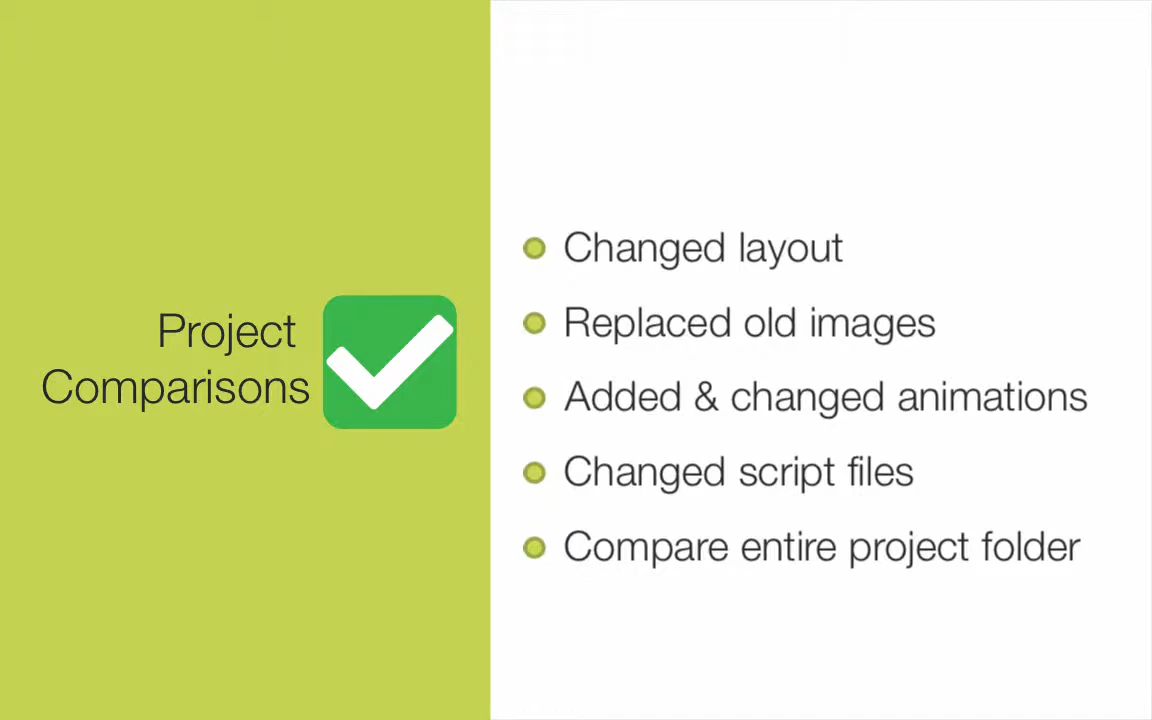 Project
Comparisons
Changed layout
Replaced old images
Added & changed animations
Changed script files
Compare entire project folder